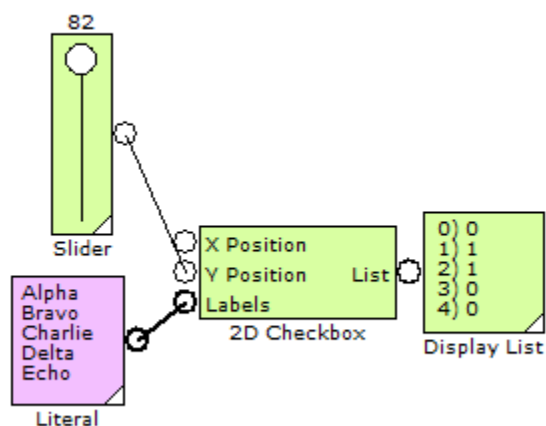 82
Slider
Alpha
Bravo
Charlie
Delta
Echo
Literal
X Position
Y Position
List
Labels
2D Checkbox
0) 0
1) 1
2) 1
3) 0
4) 0
Display List